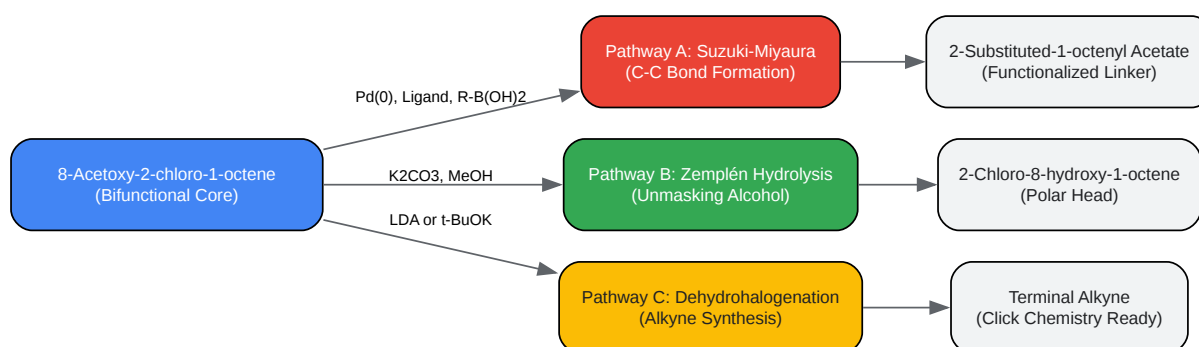 8-Acetoxy-2-chloro-1-octene
(Bifunctional Core)
Pd(0), Ligand, R-B(OH)2
K2CO3, MeOH
LDA or t-BuOK
Pathway A: Suzuki-Miyaura
(C-C Bond Formation)
2-Substituted-1-octenyl Acetate
(Functionalized Linker)
Pathway B: Zemplén Hydrolysis
(Unmasking Alcohol)
2-Chloro-8-hydroxy-1-octene
(Polar Head)
Pathway C: Dehydrohalogenation
(Alkyne Synthesis)
Terminal Alkyne
(Click Chemistry Ready)